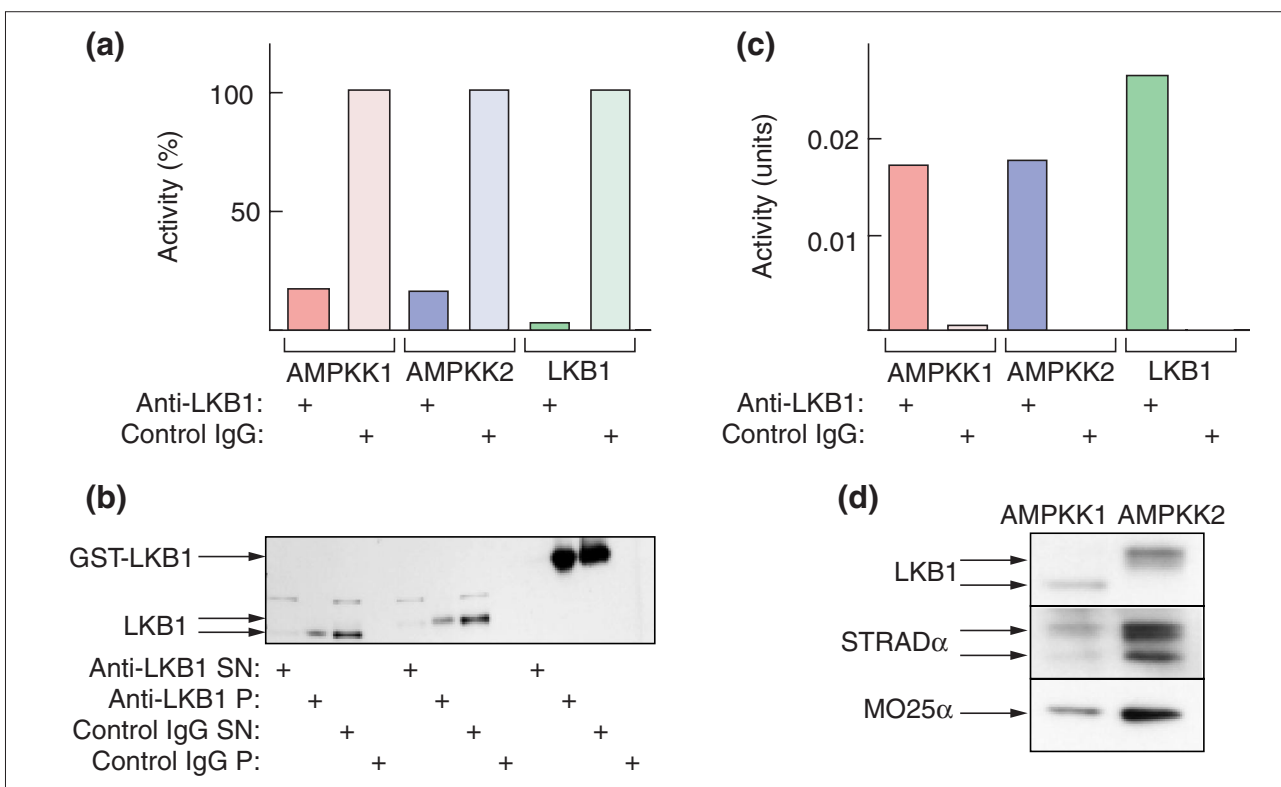 (a)
Activity (%)
100
50
AMPKK1 AMPKK2 LKB1
Anti-LKB1: + + +
Control IgG: + + +
(c)
Activity (units)
0.02
0.01
AMPKK1 AMPKK2 LKB1
Anti-LKB1: + + +
Control IgG: + + +
(b)
GST-LKB1
LKB1
Anti-LKB1 SN: + + +
Anti-LKB1 P: + + +
Control IgG SN: + + +
Control IgG P: + + +
(d)
AMPKK1 AMPKK2
LKB1
STRADα
MO25α